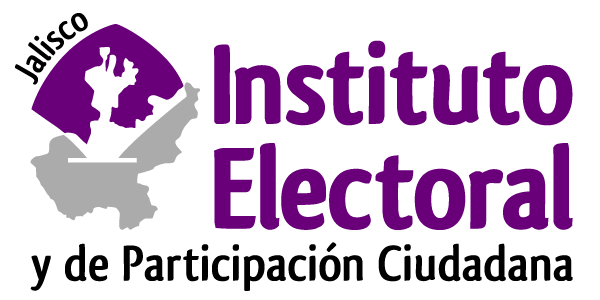 Jalisco
Instituto
Electoral
y de Participación Ciudadana